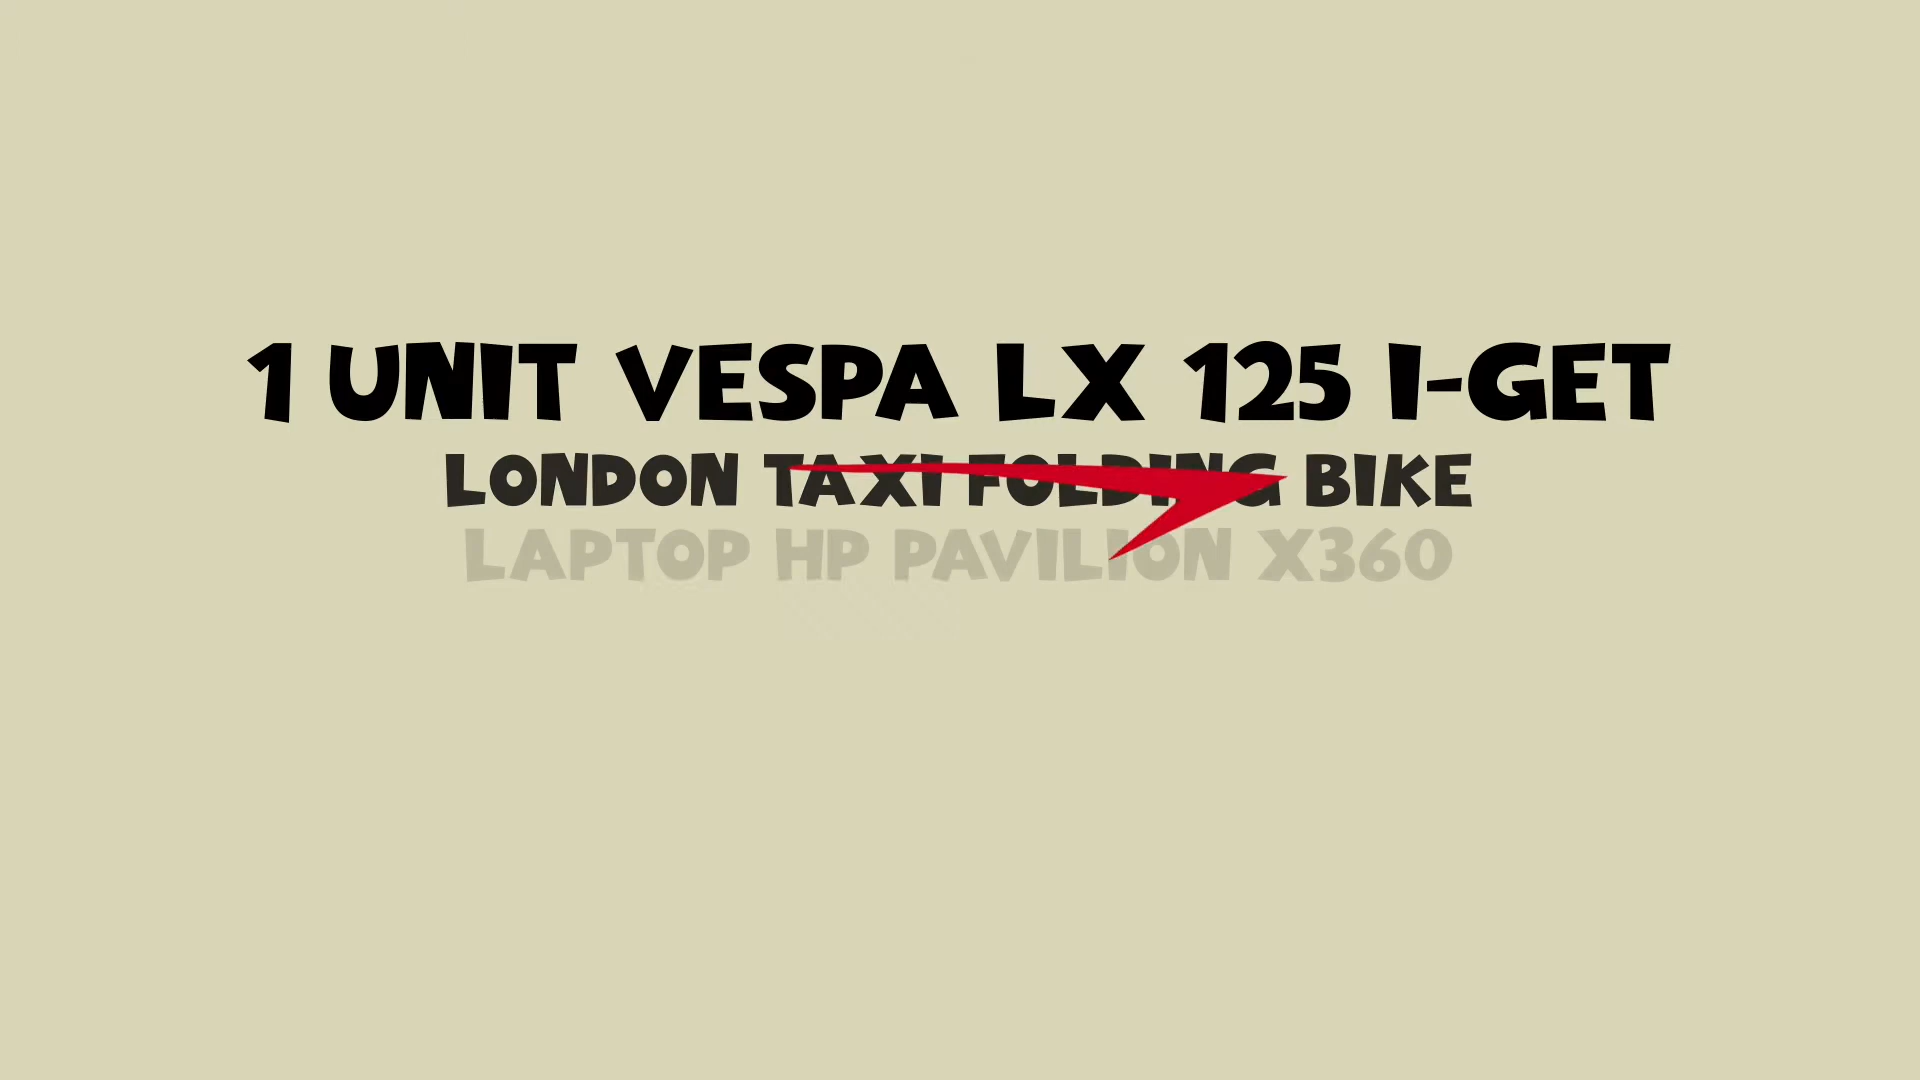 1 UNIT VESPA LX 125 I-GET
LONDON TAXI FOLDING BIKE
LAPTOP HP PAVILION X360